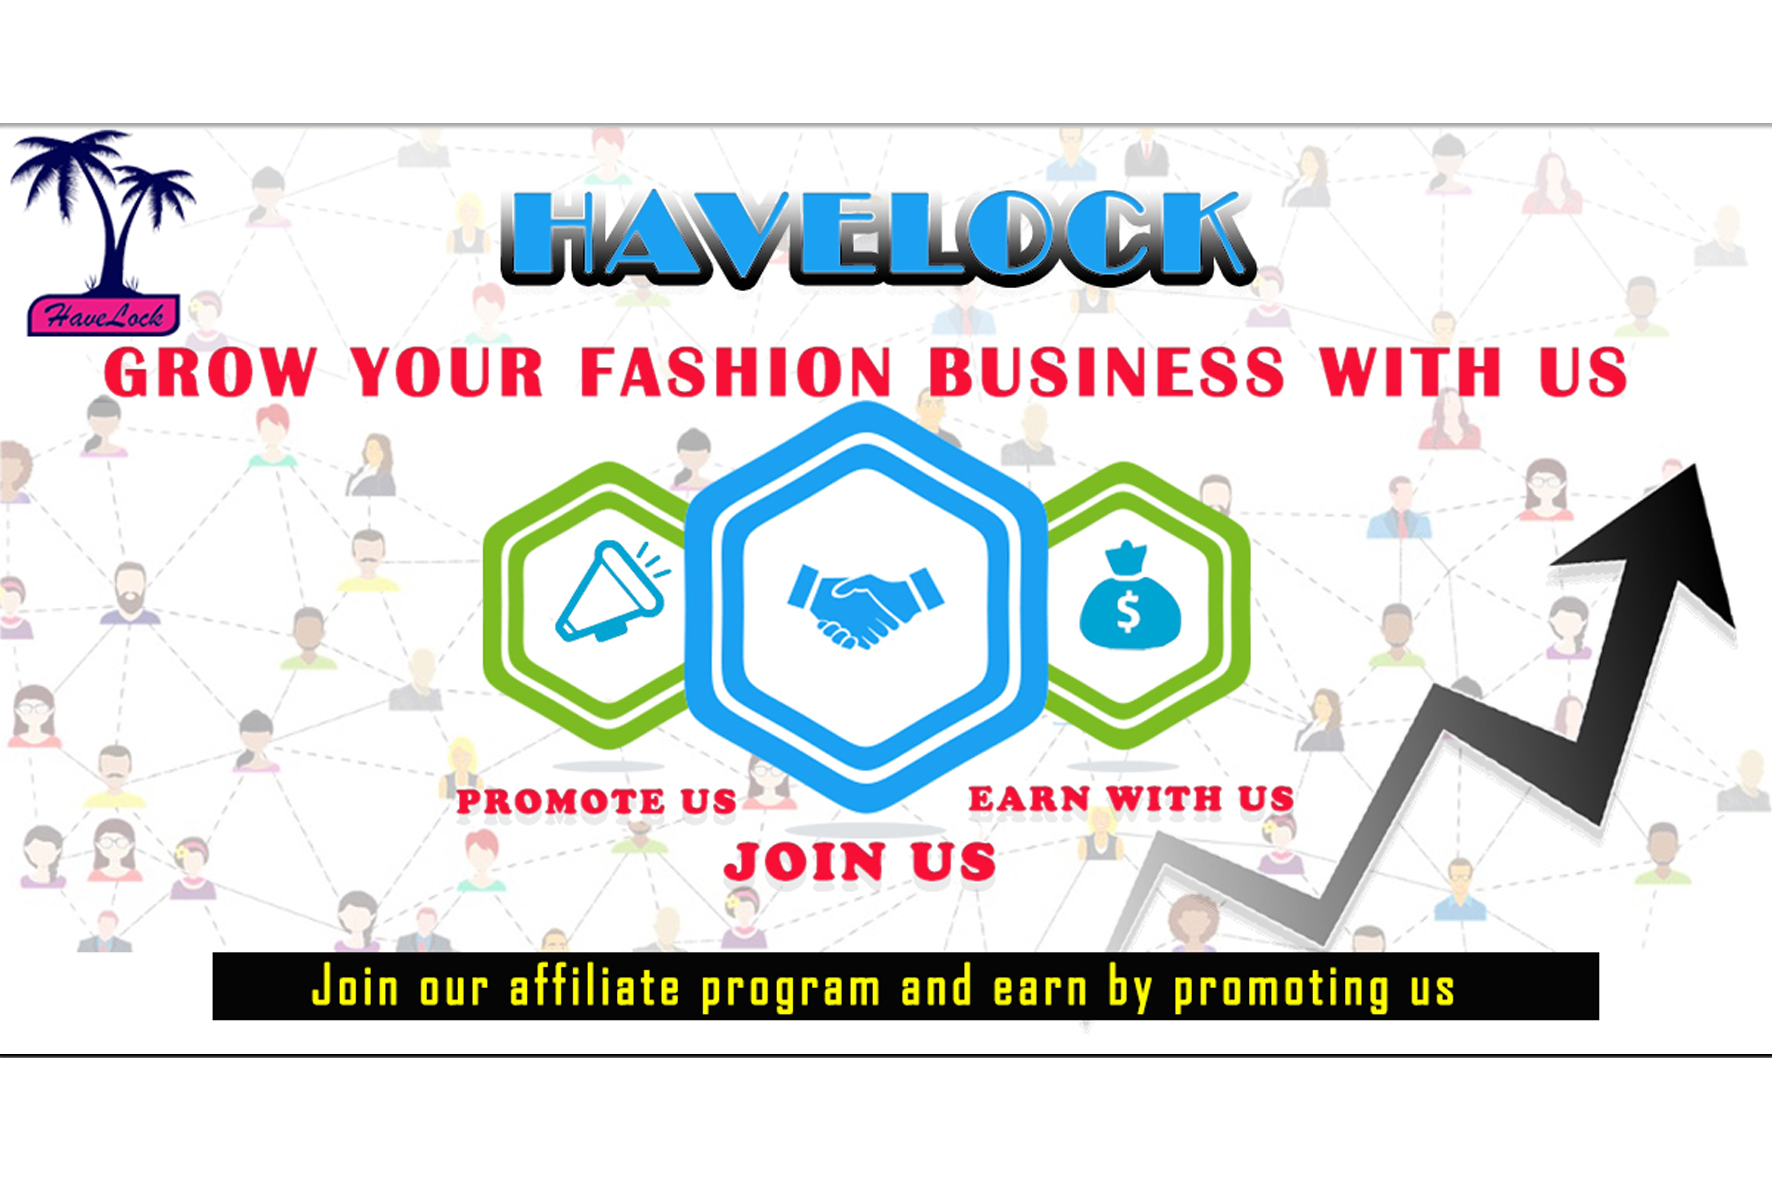 HAVELOCK
HaveLock
GROW YOUR FASHION BUSINESS WITH US
$
PROMOTE US
EARN WITH US
JOIN US
Join our affiliate program and earn by promoting us